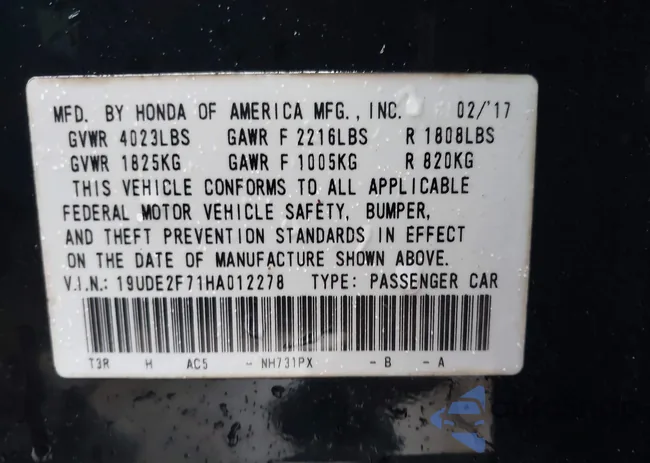 MFD. BY HONDA OF AMERICA MFG., INC. 02/'17
GVWR 4023LBS GAWR F 2216LBS R 1808LBS
GVWR 1825KG GAWR F 1005KG R 820KG
THIS VEHICLE CONFORMS TO ALL APPLICABLE
FEDERAL MOTOR VEHICLE SAFETY, BUMPER,
AND THEFT PREVENTION STANDARDS IN EFFECT
ON THE DATE OF MANUFACTURE SHOWN ABOVE.
V.I.N.: 19UDE2F71HA012278 TYPE: PASSENGER CAR
T3R H AC5 - NH731PX - B - A